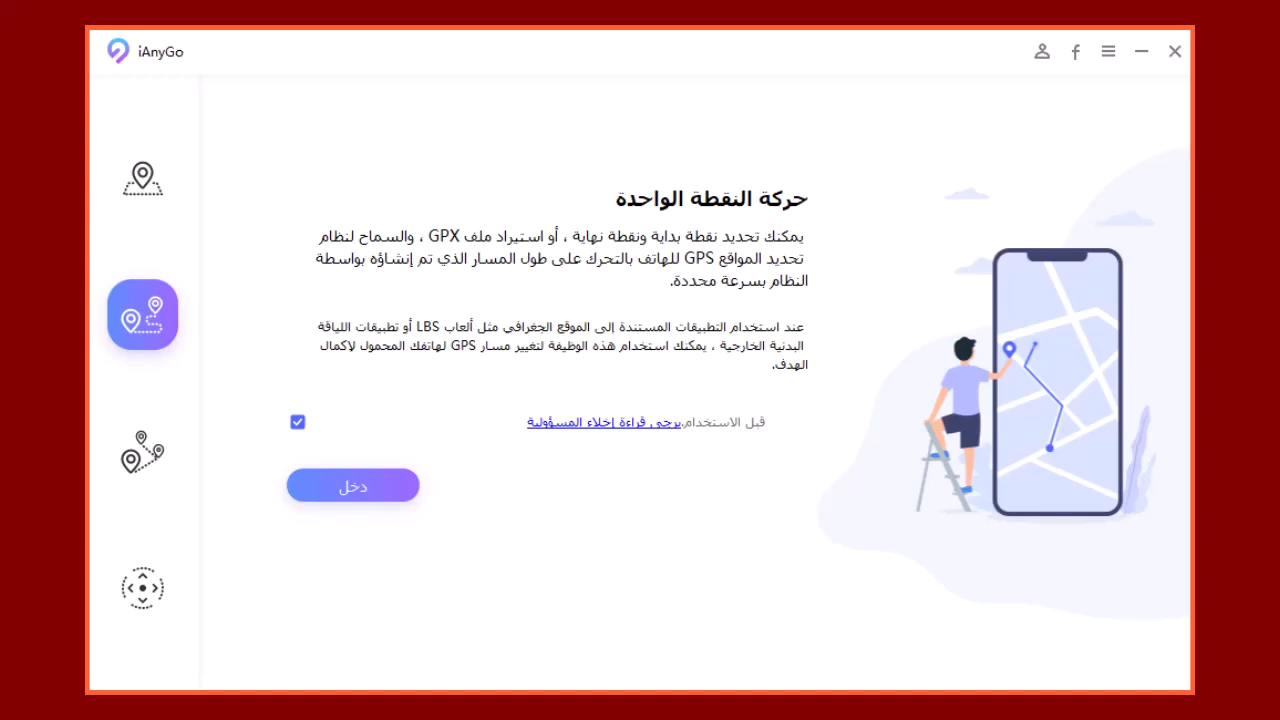 iAnyGo
حركة النقطة الواحدة
يمكنك تحديد نقطة بداية ونقطة نهاية ، أو استيراد ملف GPX ، والسماح لنظام
تحديد المواقع GPS للهاتف بالتحرك على طول المسار الذي تم إنشاؤه بواسطة
النظام بسرعة محددة.
عند استخدام التطبيقات المستندة إلى الموقع الجغرافي مثل ألعاب LBS أو تطبيقات اللياقة
البدنية الخارجية ، يمكنك استخدام هذه الوظيفة لتغيير مسار GPS لهاتفك المحمول لإكمال
الهدف.
قبل الاستخدام,يرجى قراءة إخلاء المسؤولية
دخل